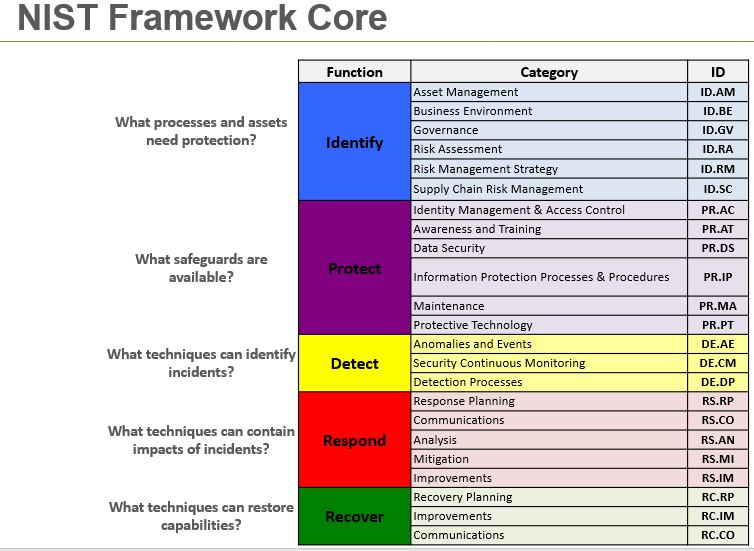 NIST Framework Core
Function Category ID
What processes and assets
need protection?
Identify
Asset Management ID.AM
Business Environment ID.BE
Governance ID.GV
Risk Assessment ID.RA
Risk Management Strategy ID.RM
Supply Chain Risk Management ID.SC
What safeguards are
available?
Protect
Identity Management & Access Control PR.AC
Awareness and Training PR.AT
Data Security PR.DS
Information Protection Processes & Procedures PR.IP
Maintenance PR.MA
Protective Technology PR.PT
What techniques can identify
incidents?
Detect
Anomalies and Events DE.AE
Security Continuous Monitoring DE.CM
Detection Processes DE.DP
What techniques can contain
impacts of incidents?
Respond
Response Planning RS.RP
Communications RS.CO
Analysis RS.AN
Mitigation RS.MI
Improvements RS.IM
What techniques can restore
capabilities?
Recover
Recovery Planning RC.RP
Improvements RC.IM
Communications RC.CO